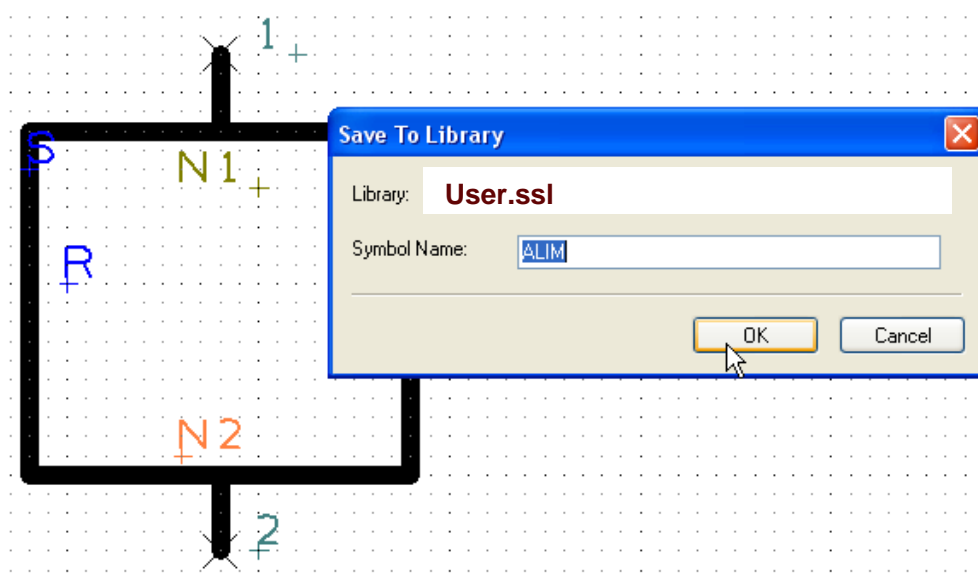 1
S
N1
R
N2
2
Save To Library
Library: User.ssl
Symbol Name: ALIM
OK Cancel